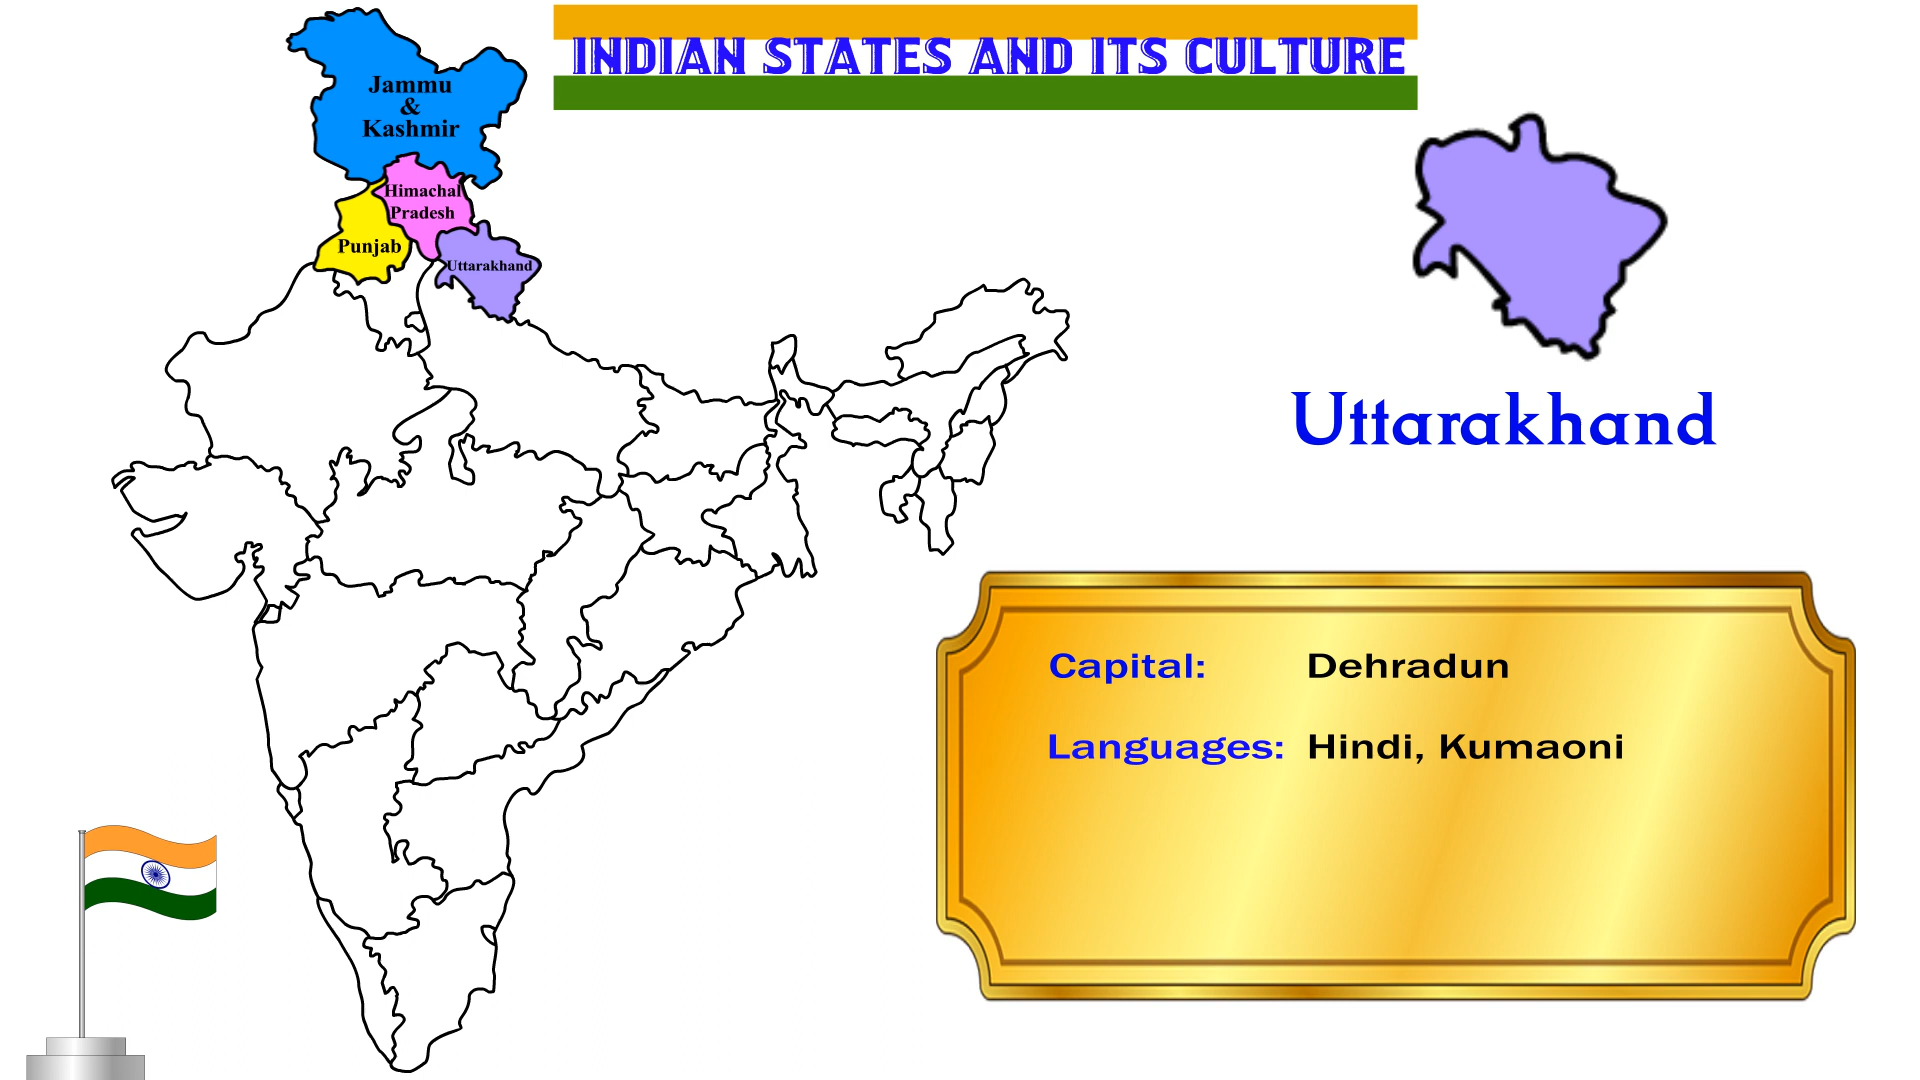 INDIAN STATES AND ITS CULTURE
Jammu
&
Kashmir
Himachal
Pradesh
Punjab
Uttarakhand
Uttarakhand
Capital: Dehradun
Languages: Hindi, Kumaoni